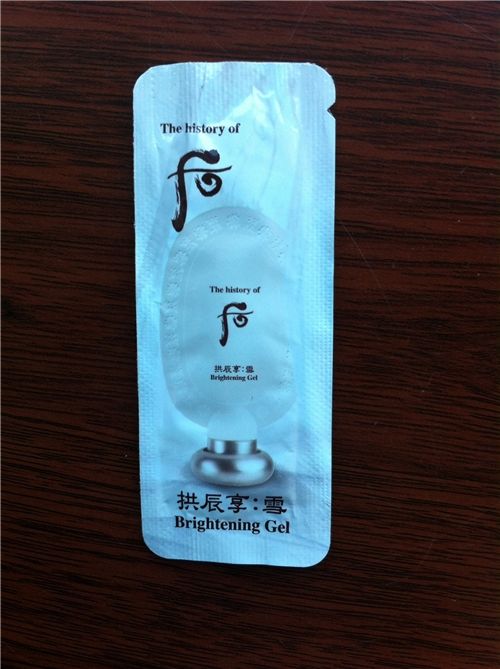 The history of
后
The history of
后
拱辰享:雪
Brightening Gel
拱辰享:雪
Brightening Gel